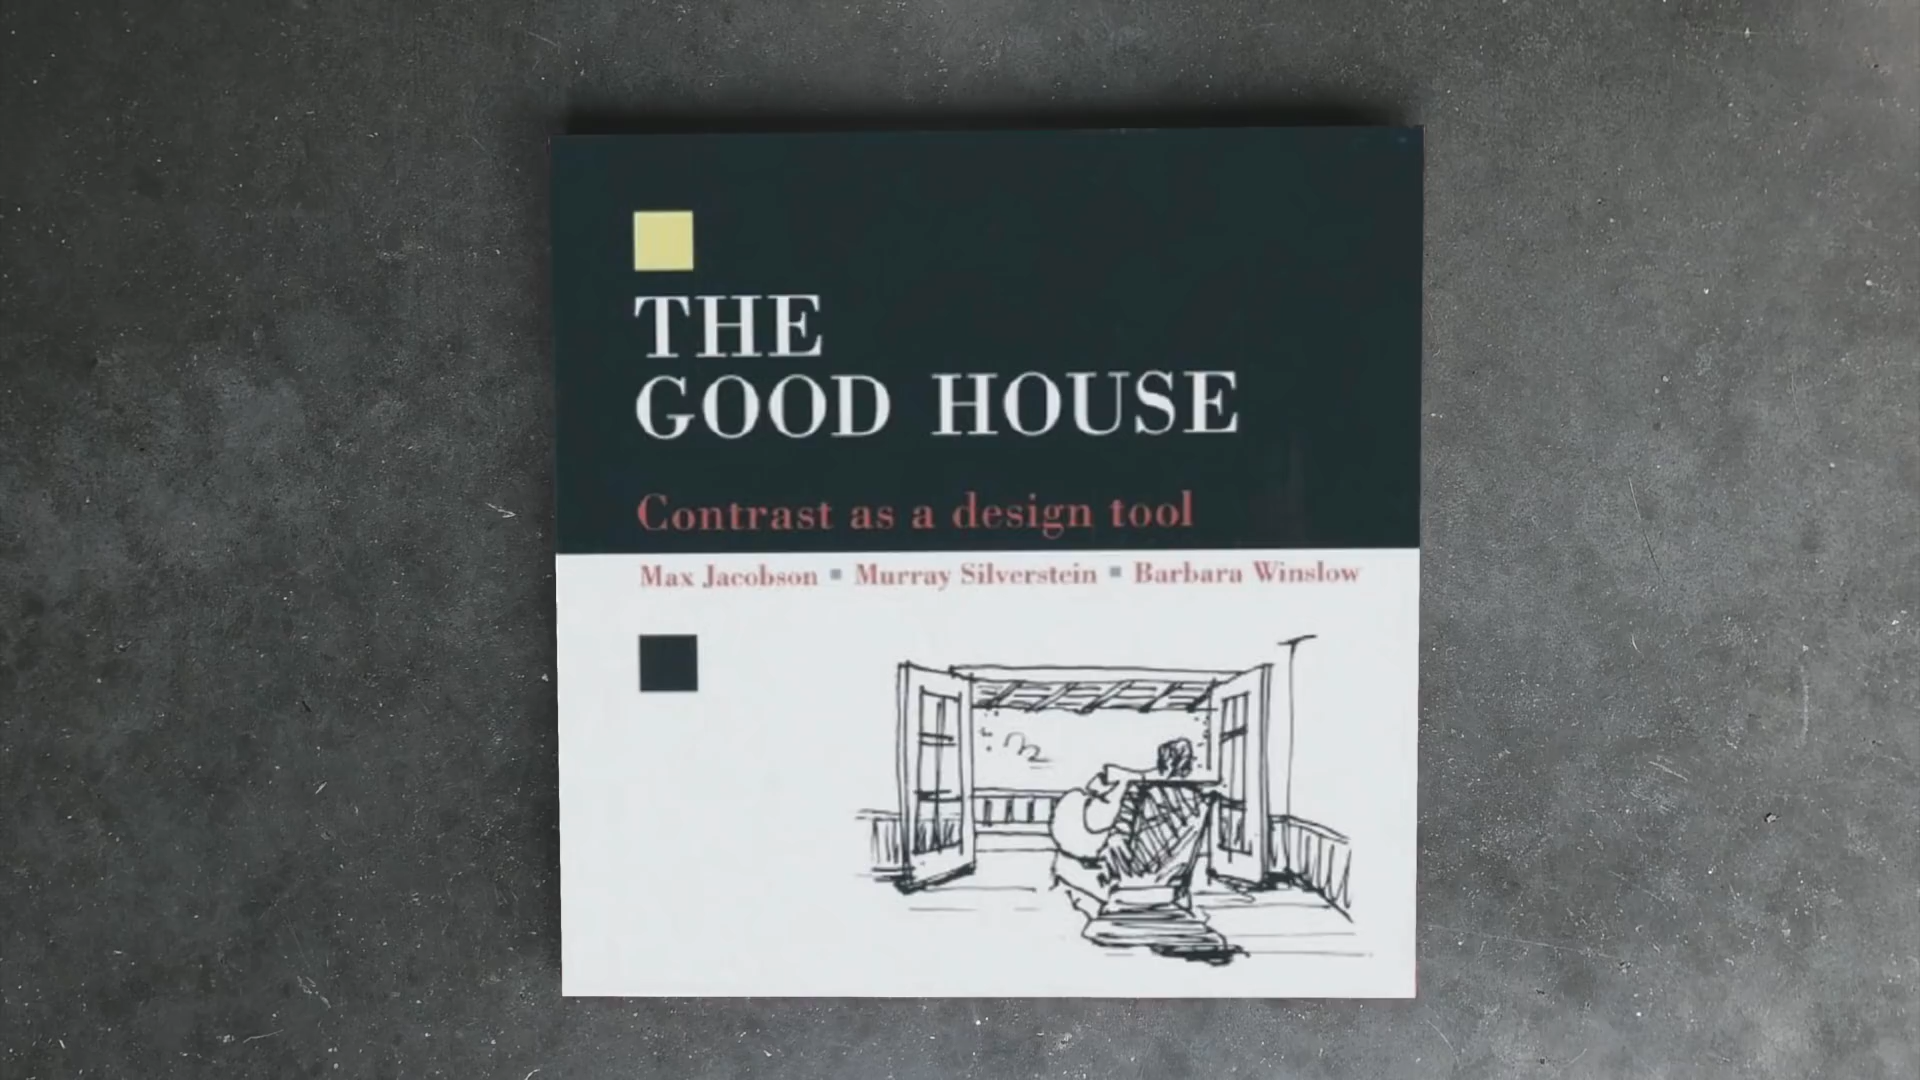 THE
GOOD HOUSE
Contrast as a design tool
Max Jacobson ▪ Murray Silverstein ▪ Barbara Winslow